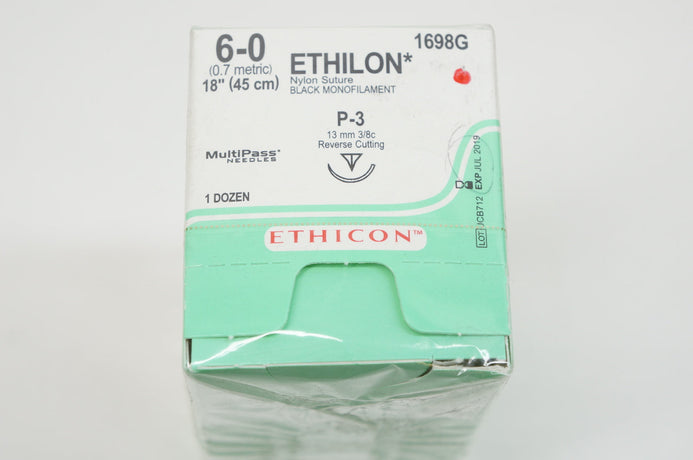 6-0
(0.7 metric)
18" (45 cm)
ETHILON*
Nylon Suture
BLACK MONOFILAMENT
1698G
P-3
13 mm 3/8c
Reverse Cutting
MultiPass*
NEEDLES
1 DOZEN
LOT JCB712 EXP JUL 2019
ETHICON™